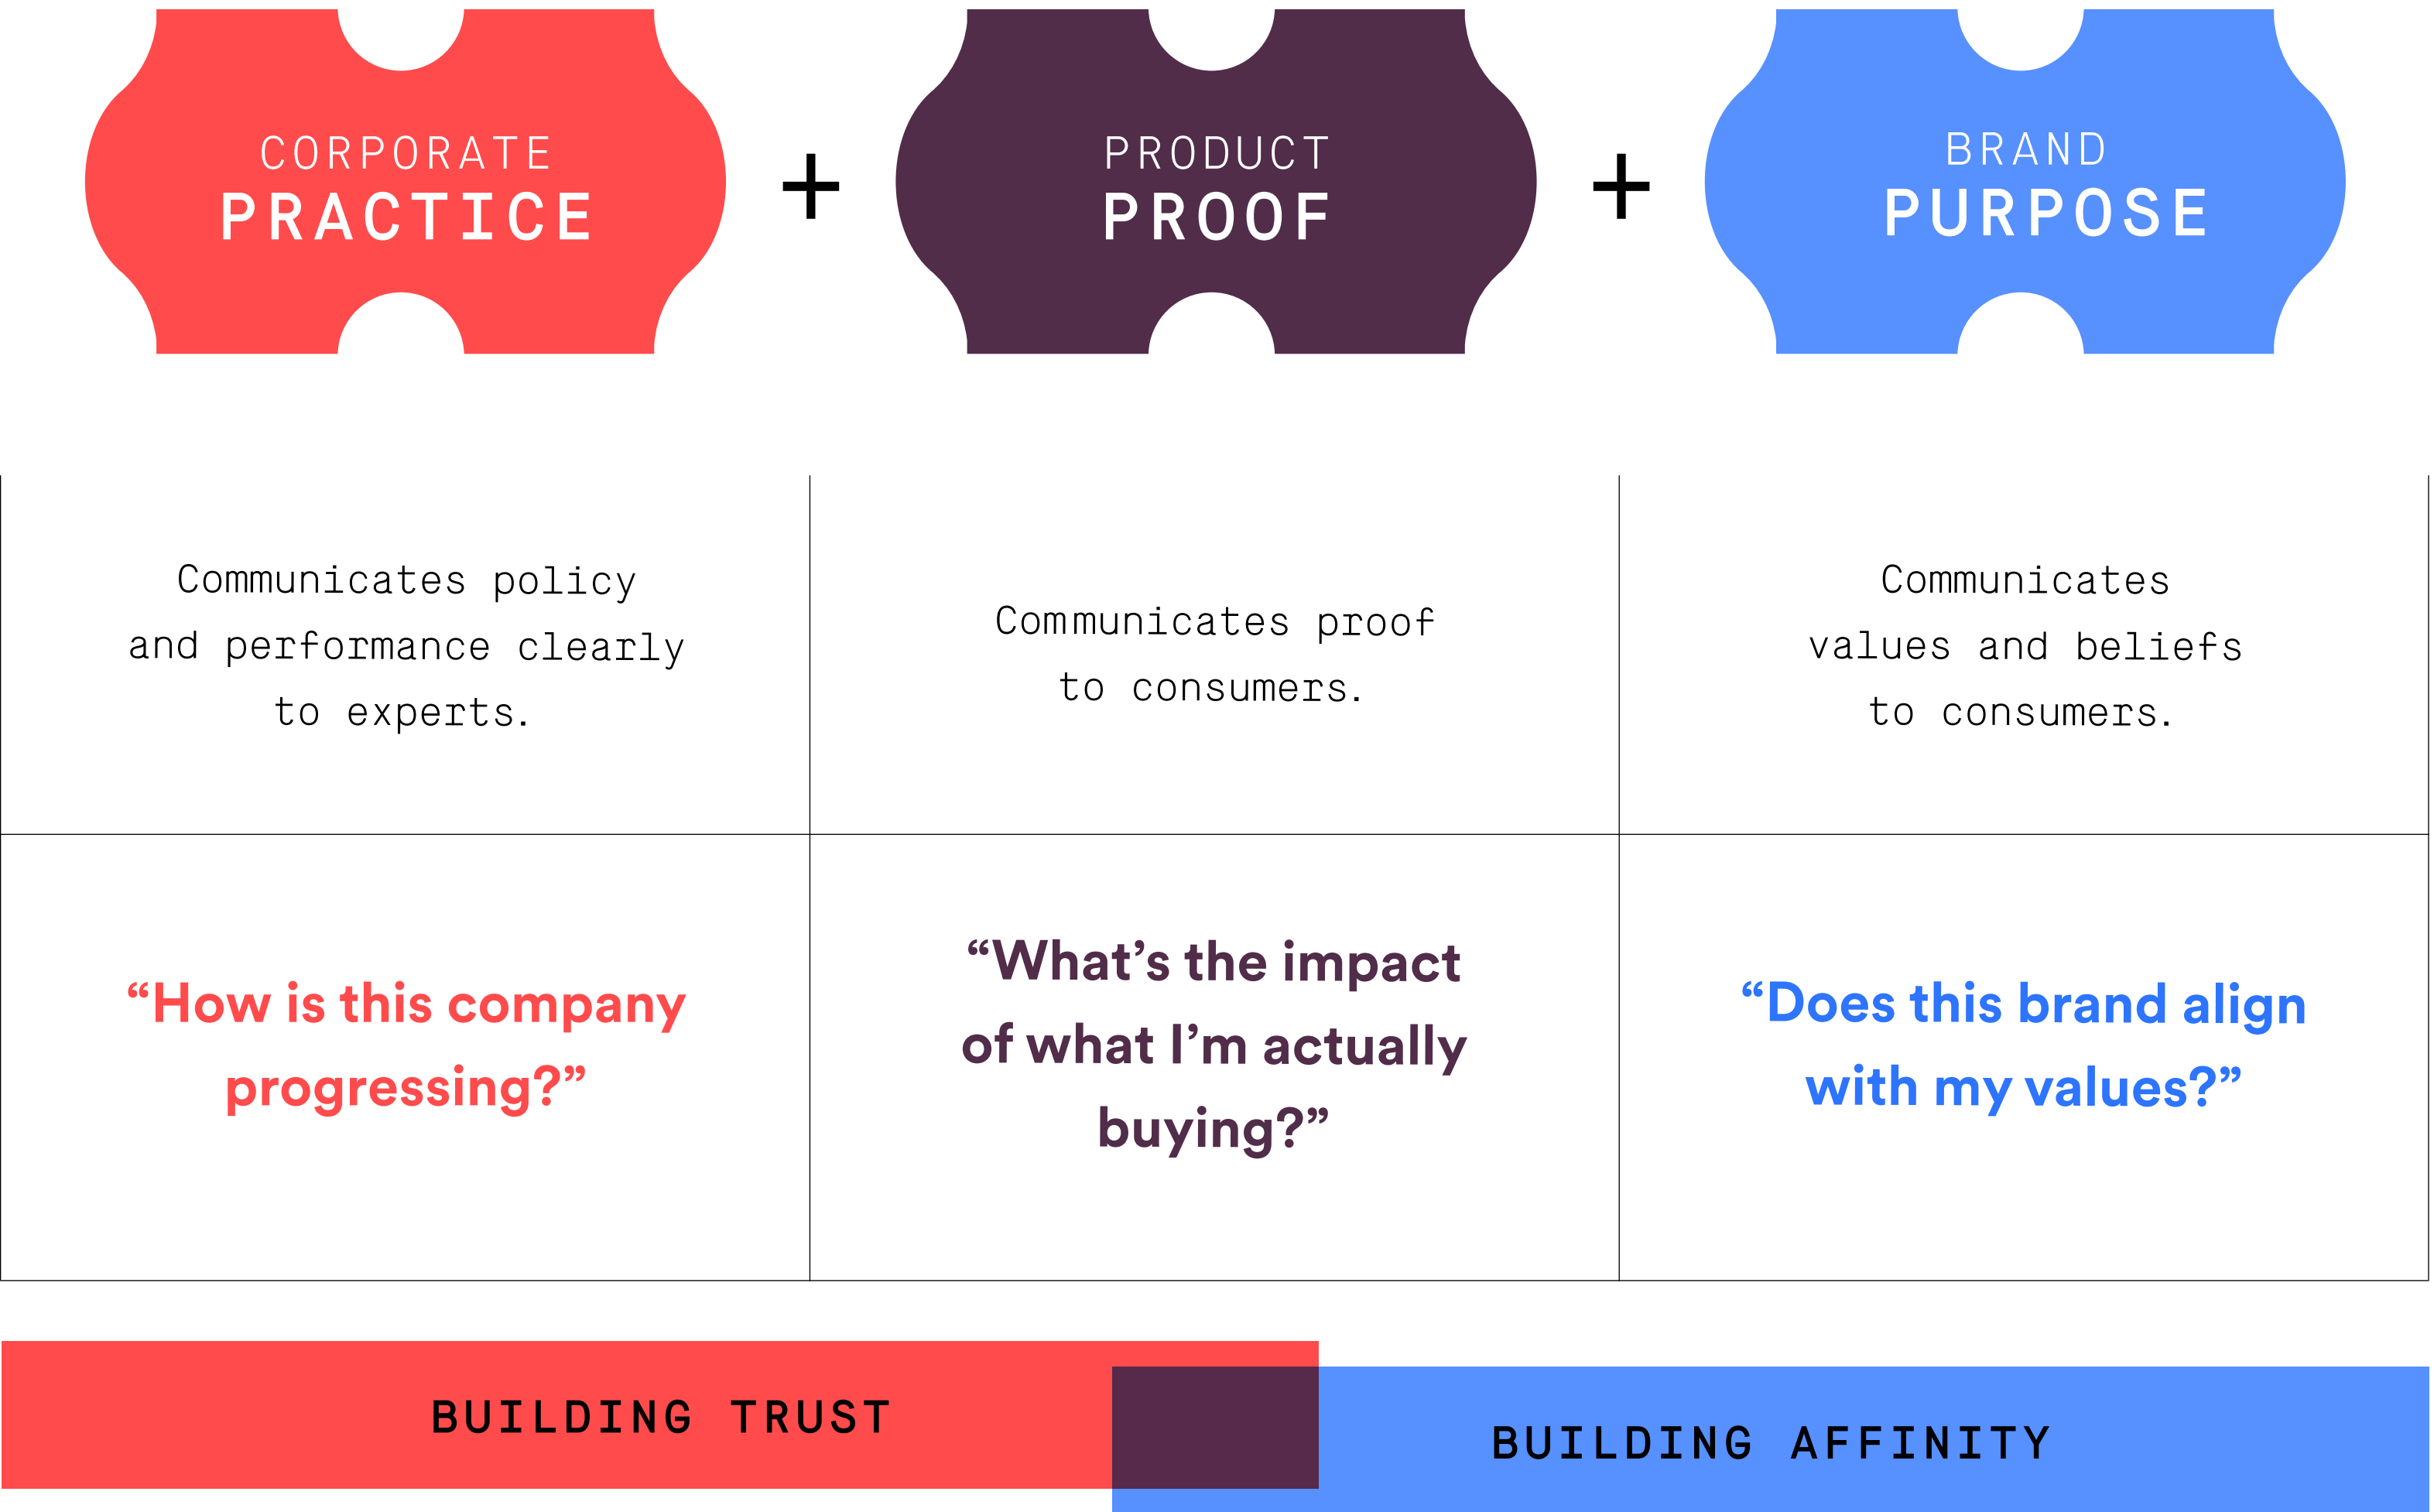 CORPORATE
PRACTICE
+
PRODUCT
PROOF
+
BRAND
PURPOSE
Communicates policy
and performance clearly
to experts.
Communicates proof
to consumers.
Communicates
values and beliefs
to consumers.
“How is this company
progressing?”
“What’s the impact
of what I’m actually
buying?”
“Does this brand align
with my values?”
BUILDING TRUST
BUILDING AFFINITY